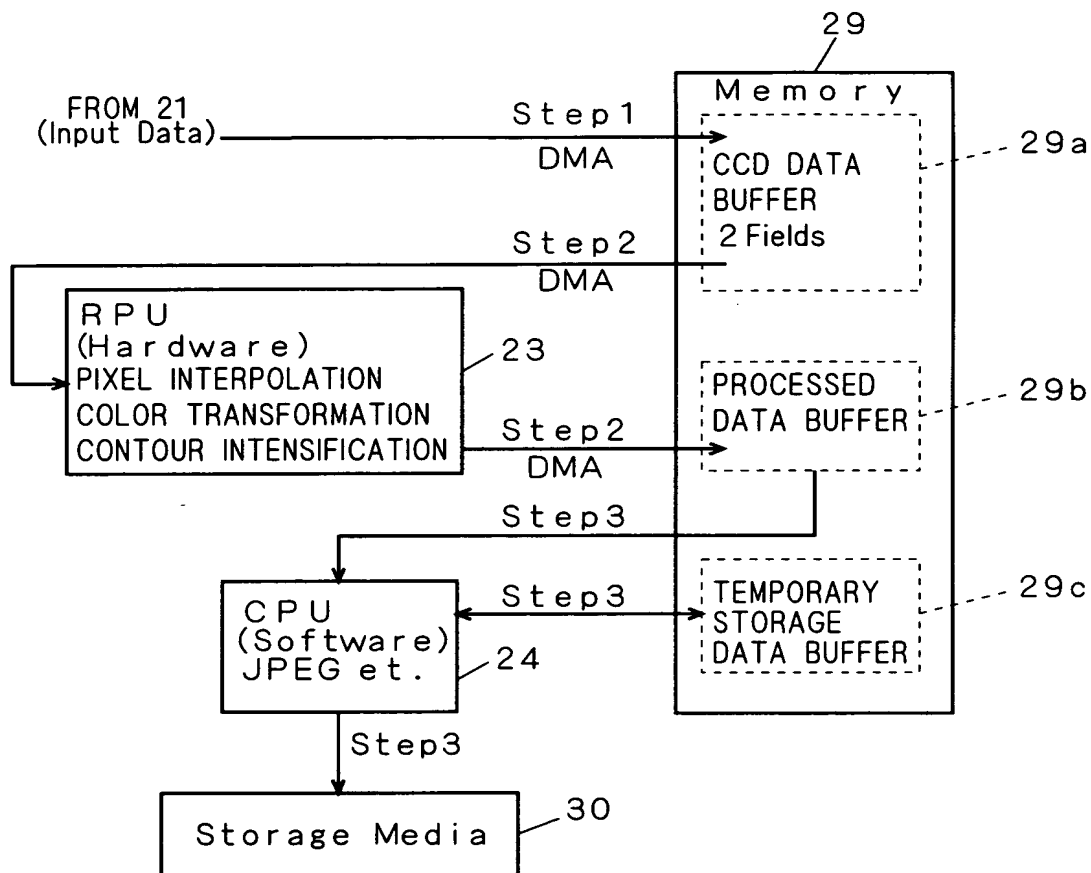 29
Memory
FROM 21
(Input Data)
Step1
DMA
29a
CCD DATA
BUFFER
2 Fields
Step2
DMA
RPU
(Hardware)
PIXEL INTERPOLATION
COLOR TRANSFORMATION
CONTOUR INTENSIFICATION
23
PROCESSED
DATA BUFFER
29b
Step2
DMA
Step3
CPU
(Software)
JPEG et.
24
Step3
TEMPORARY
STORAGE
DATA BUFFER
29c
Step3
Storage Media
30